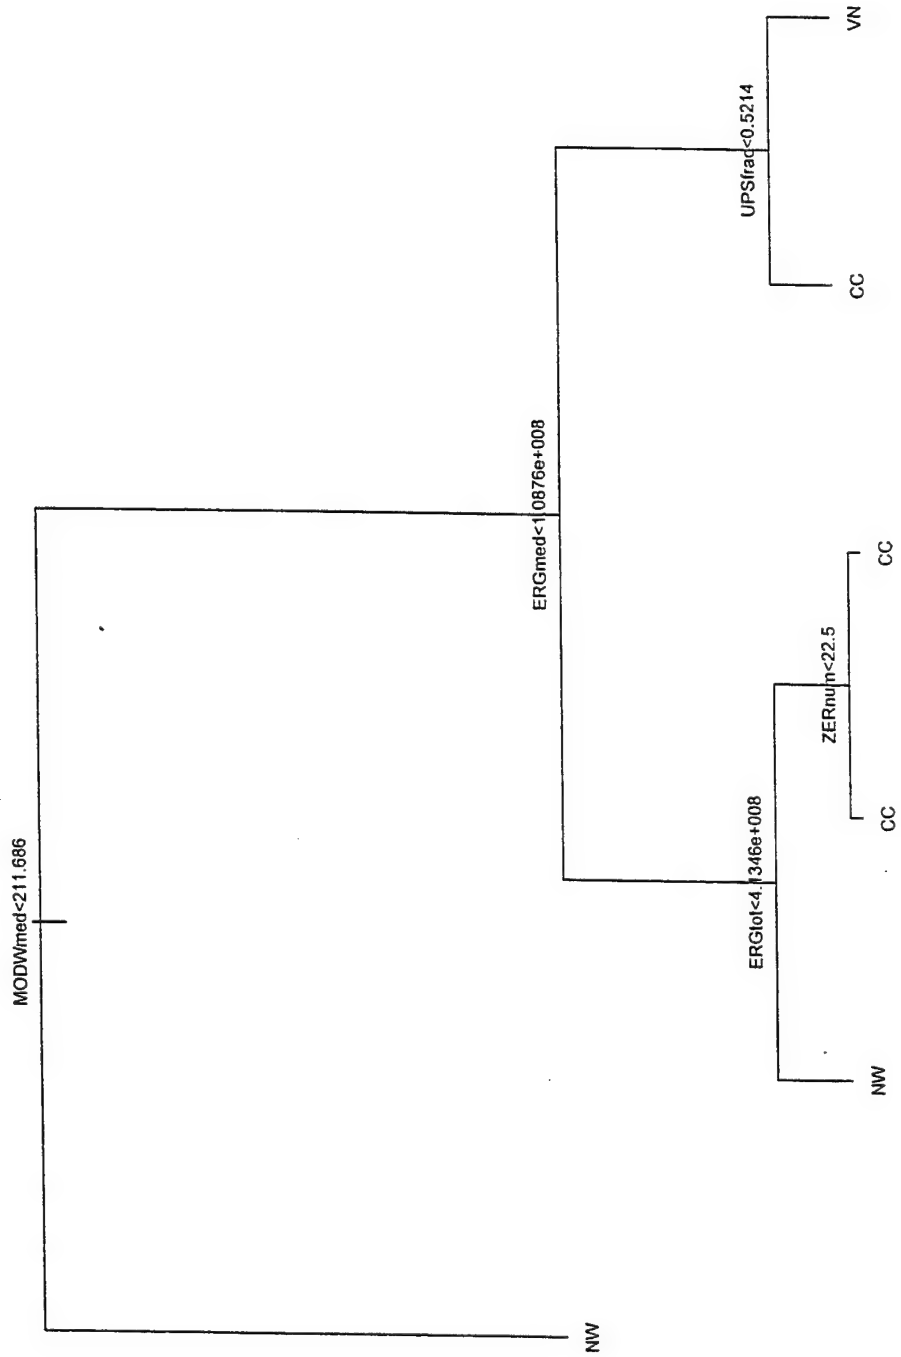 MODWmed<211.686
NW
ERGmed<1.0876e+008
ERGtot<4.1346e+008
NW
ZERnum<22.5
CC
CC
UPSfrac<0.5214
CC
VN